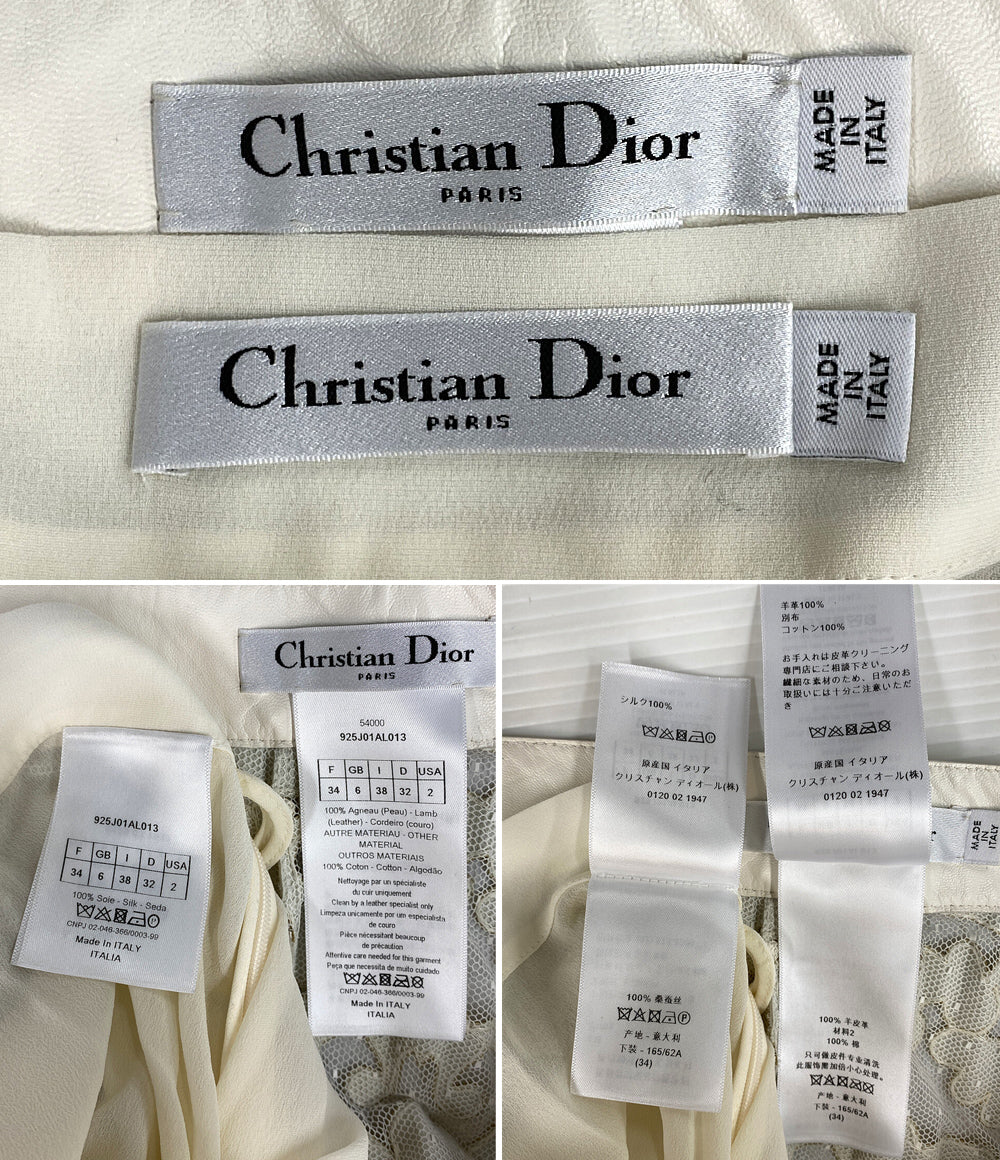 Christian Dior
PARIS
MADE
IN
ITALY
Christian Dior
PARIS
MADE
IN
ITALY
Christian Dior
PARIS
54000
925J01AL013
F GB I D USA
34 6 38 32 2
100% Agneau (Peau) - Lamb
(Leather) - Cordeiro (couro)
AUTRE MATERIAU - OTHER
MATERIAL
OUTROS MATERIAIS
100% Coton - Cotton - Algodão
Nettoyage par un spécialiste
du cuir uniquement
Clean by a leather specialist only
Limpeza unicamente por um especialista
de couro
Pièce nécessitant beaucoup
de précaution
Attentive care needed for this garment
Peça que necessita de muito cuidado
CNPJ 02-046-366/0003-99
Made In ITALY
ITALIA
925J01AL013
F GB I D USA
34 6 38 32 2
100% Soie - Silk - Seda
CNPJ 02-046-366/0003-99
Made In ITALY
ITALIA
シルク100%
原産国 イタリア
クリスチャン ディオール(株)
0120 02 1947
100% 桑蚕丝
产地 - 意大利
下装 - 165/62A
(34)
羊革100%
別布
コットン100%
お手入れは皮革クリーニング
専門店にご相談下さい。
繊細な素材のため、日常のお
取扱いには十分ご注意いただ
き
原産国 イタリア
クリスチャン ディオール(株)
0120 02 1947
MADE
IN
ITALY
100% 羊皮革
材料2
100% 棉
只可做皮件专业清洗
此服饰需加倍小心处理。
产地 - 意大利
下装 - 165/62A
(34)